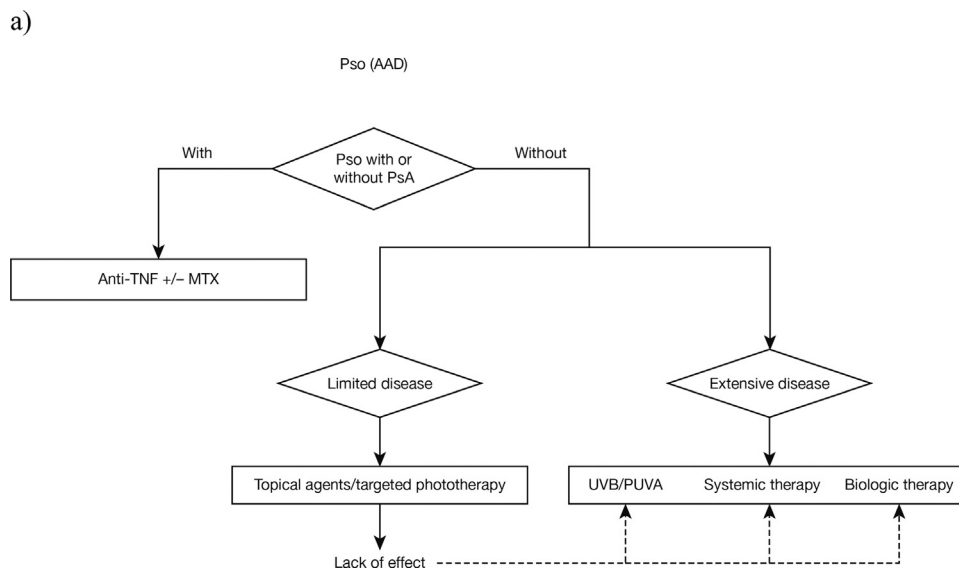 a)
Pso (AAD)
With
Pso with or
without PsA
Without
Anti-TNF +/– MTX
Limited disease
Extensive disease
Topical agents/targeted phototherapy
UVB/PUVA Systemic therapy Biologic therapy
Lack of effect